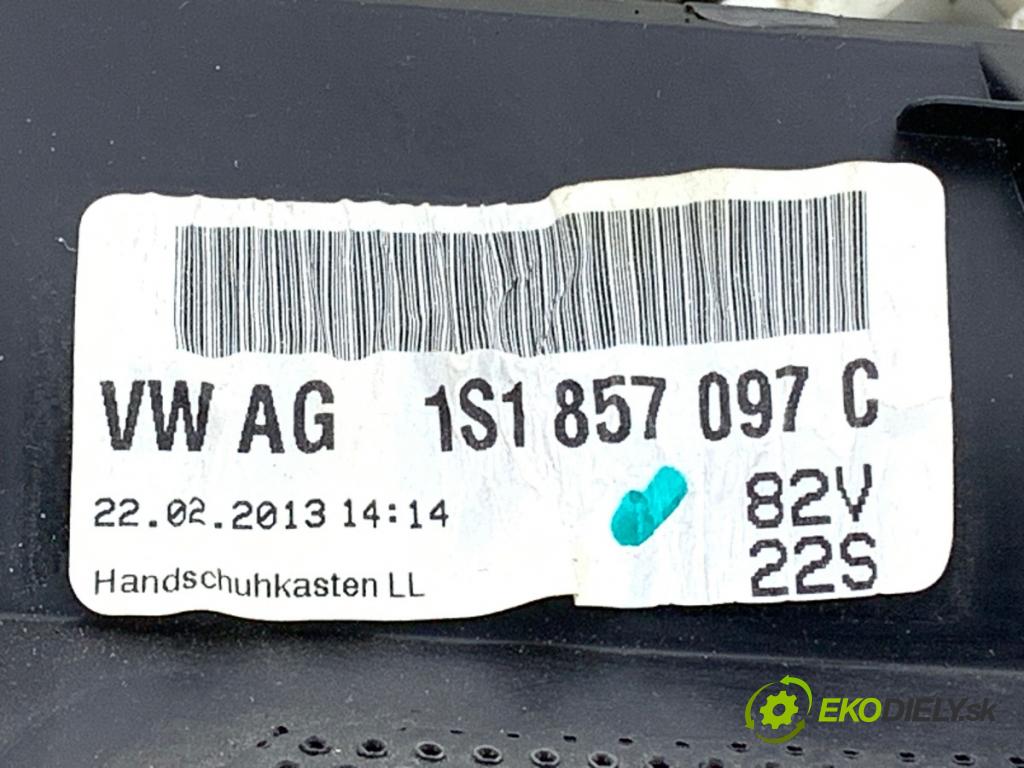 VW AG 1S1 857 097 C
22.02.2013 14:14
82V
22S
Handschuhkasten LL
EKODIELY.sk